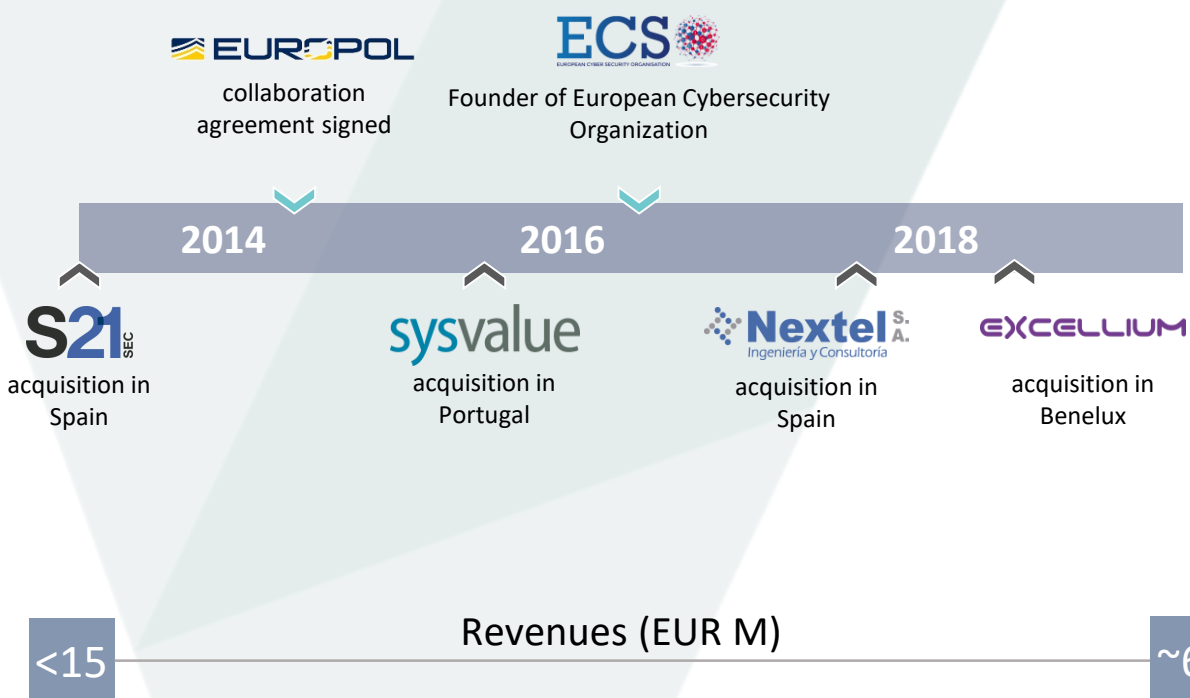 EUROPOL
collaboration
agreement signed
ECS
EUROPEAN CYBER SECURITY ORGANISATION
Founder of European Cybersecurity
Organization
2014
2016
2018
S21
SEC
acquisition in
Spain
sysvalue
acquisition in
Portugal
Nextel S.
A.
Ingeniería y Consultoría
acquisition in
Spain
EXCELLIUM
acquisition in
Benelux
Revenues (EUR M)
<15